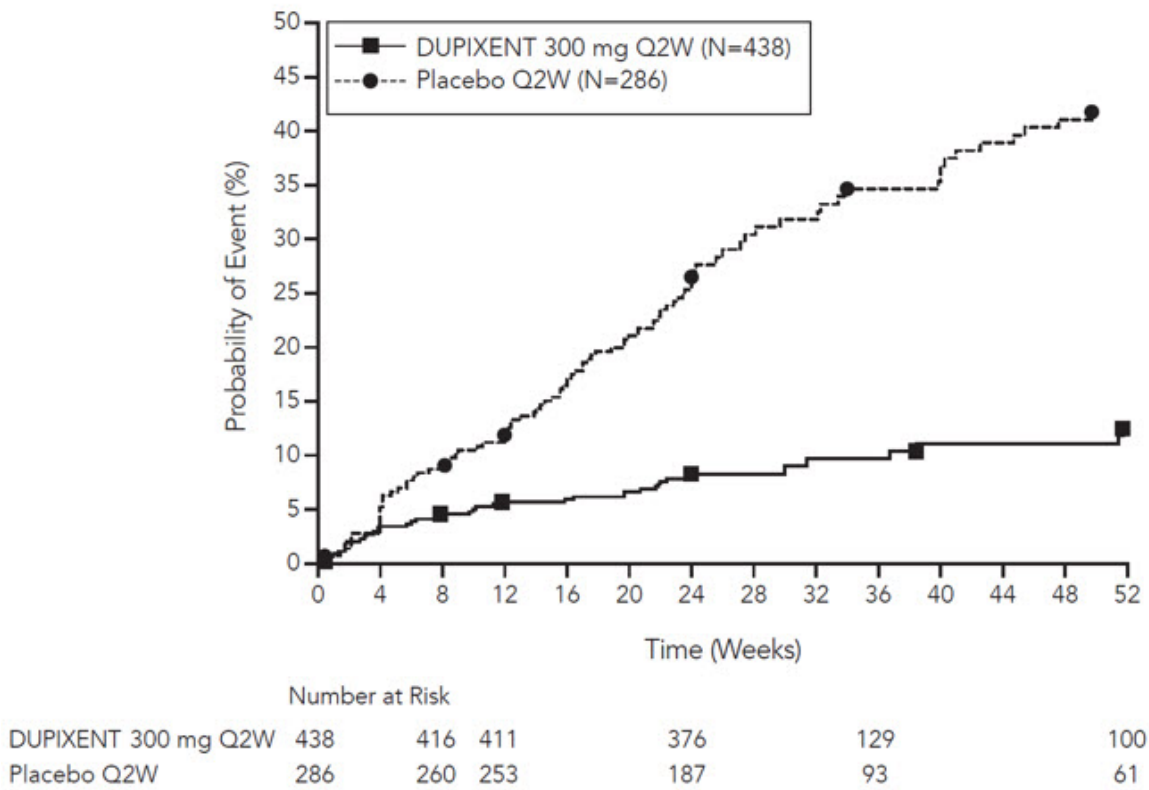 50
DUPIXENT 300 mg Q2W (N=438)
Placebo Q2W (N=286)
45
40
35
30
25
20
15
10
5
0
Probability of Event (%)
0 4 8 12 16 20 24 28 32 36 40 44 48 52
Time (Weeks)
Number at Risk
DUPIXENT 300 mg Q2W 438 416 411 376 129 100
Placebo Q2W 286 260 253 187 93 61